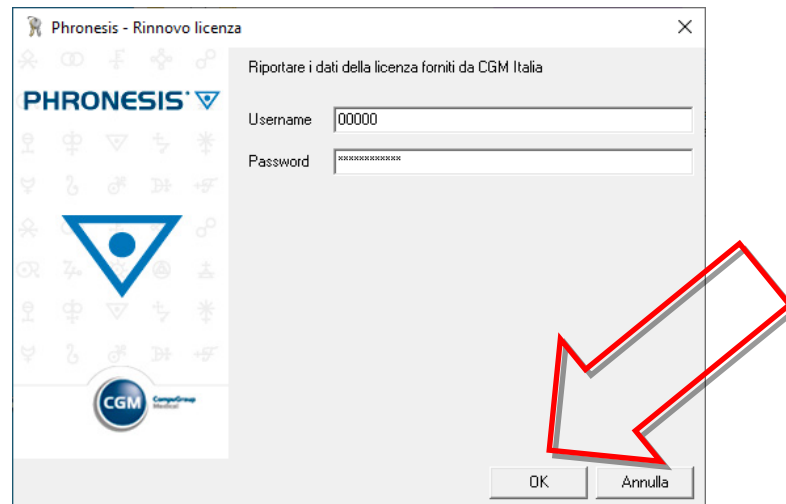 Phronesis - Rinnovo licenza
PHRONESIS
Riportare i dati della licenza forniti da CGM Italia
Username 00000
Password ************
CGM CompuGroup
Medical
OK Annulla